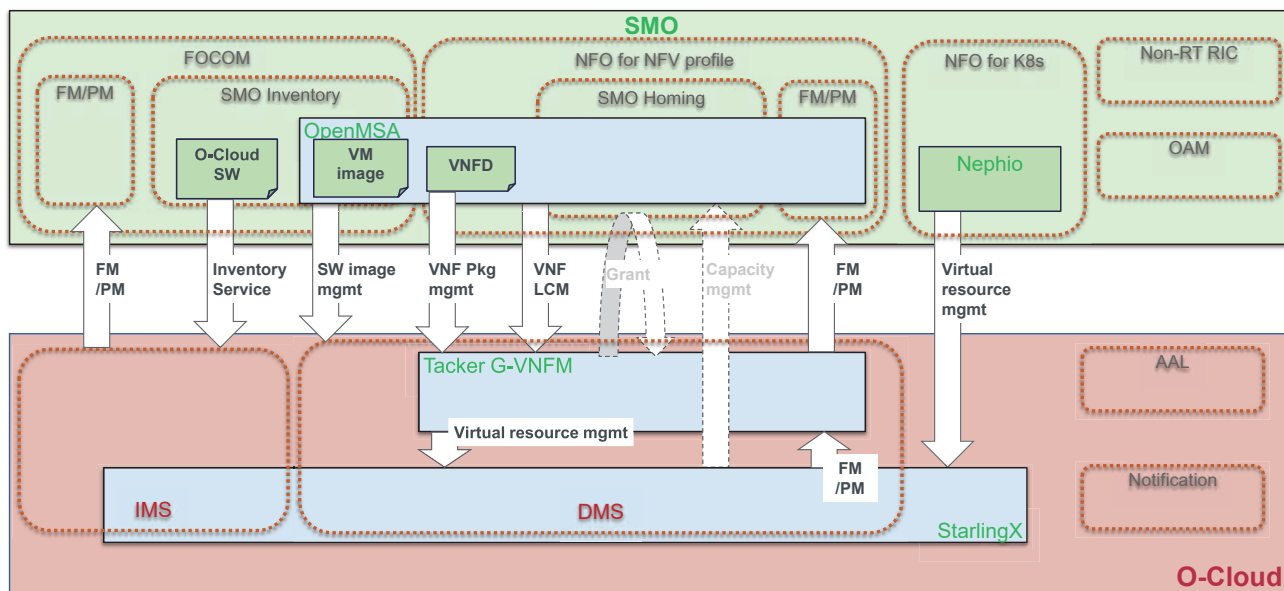 SMO
FOCOM
NFO for NFV profile
NFO for K8s
Non-RT RIC
FM/PM
SMO Inventory
SMO Homing
FM/PM
OpenMSA
O-Cloud
SW
VM
image
VNFD
Nephio
OAM
FM
/PM
Inventory
Service
SW image
mgmt
VNF Pkg
mgmt
VNF
LCM
Grant
Capacity
mgmt
FM
/PM
Virtual
resource
mgmt
Tacker G-VNFM
AAL
Virtual resource mgmt
FM
/PM
Notification
IMS
DMS
StarlingX
O-Cloud